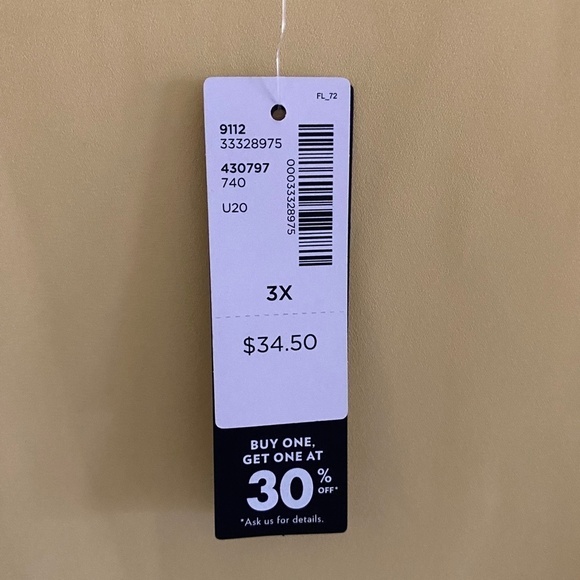 FL_72
9112
33328975
430797
740
U20
00033328975
3X
$34.50
BUY ONE,
GET ONE AT
30% OFF*
*Ask us for details.